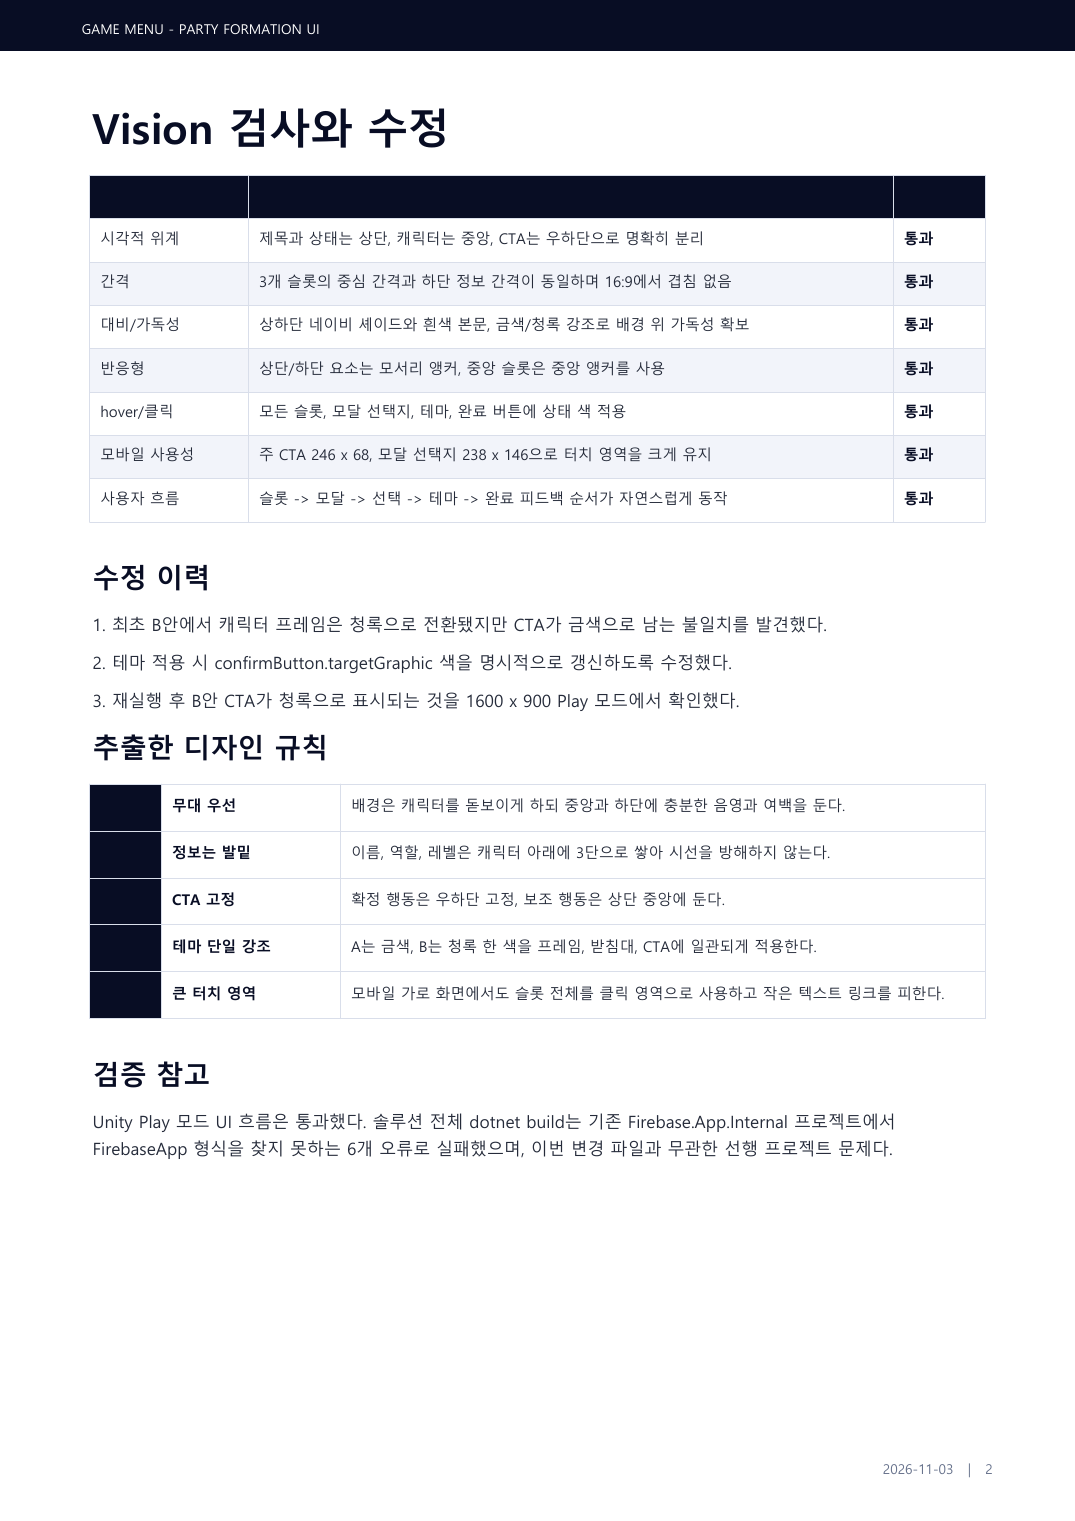 GAME MENU - PARTY FORMATION UI
Vision 검사와 수정
시각적 위계 제목과 상태는 상단, 캐릭터는 중앙, CTA는 우하단으로 명확히 분리 통과
간격 3개 슬롯의 중심 간격과 하단 정보 간격이 동일하며 16:9에서 겹침 없음 통과
대비/가독성 상하단 네이비 셰이드와 흰색 본문, 금색/청록 강조로 배경 위 가독성 확보 통과
반응형 상단/하단 요소는 모서리 앵커, 중앙 슬롯은 중앙 앵커를 사용 통과
hover/클릭 모든 슬롯, 모달 선택지, 테마, 완료 버튼에 상태 색 적용 통과
모바일 사용성 주 CTA 246 x 68, 모달 선택지 238 x 146으로 터치 영역을 크게 유지 통과
사용자 흐름 슬롯 -> 모달 -> 선택 -> 테마 -> 완료 피드백 순서가 자연스럽게 동작 통과
수정 이력
1. 최초 B안에서 캐릭터 프레임은 청록으로 전환됐지만 CTA가 금색으로 남는 불일치를 발견했다.
2. 테마 적용 시 confirmButton.targetGraphic 색을 명시적으로 갱신하도록 수정했다.
3. 재실행 후 B안 CTA가 청록으로 표시되는 것을 1600 x 900 Play 모드에서 확인했다.
추출한 디자인 규칙
무대 우선 배경은 캐릭터를 돋보이게 하되 중앙과 하단에 충분한 음영과 여백을 둔다.
정보는 발밑 이름, 역할, 레벨은 캐릭터 아래에 3단으로 쌓아 시선을 방해하지 않는다.
CTA 고정 확정 행동은 우하단 고정, 보조 행동은 상단 중앙에 둔다.
테마 단일 강조 A는 금색, B는 청록 한 색을 프레임, 받침대, CTA에 일관되게 적용한다.
큰 터치 영역 모바일 가로 화면에서도 슬롯 전체를 클릭 영역으로 사용하고 작은 텍스트 링크를 피한다.
검증 참고
Unity Play 모드 UI 흐름은 통과했다. 솔루션 전체 dotnet build는 기존 Firebase.App.Internal 프로젝트에서
FirebaseApp 형식을 찾지 못하는 6개 오류로 실패했으며, 이번 변경 파일과 무관한 선행 프로젝트 문제다.
2026-11-03 | 2